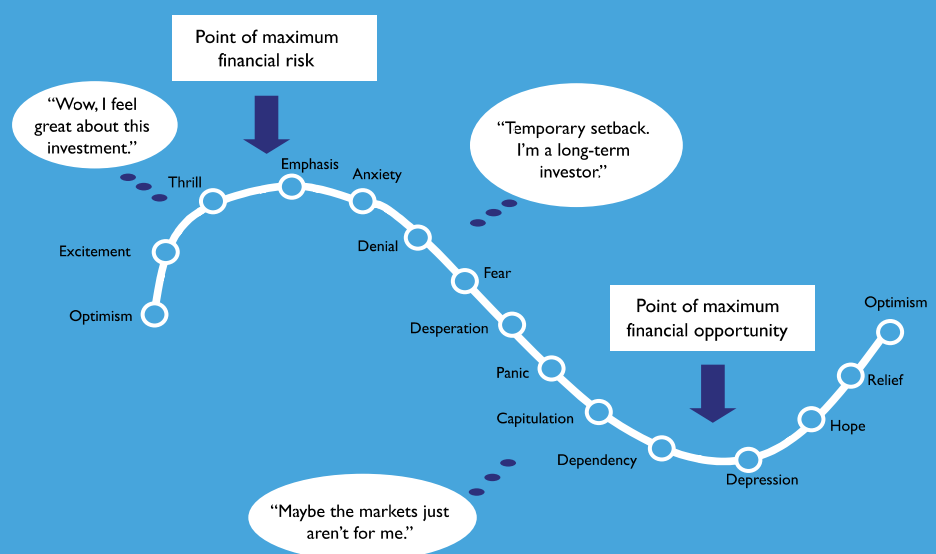 Point of maximum
financial risk
“Wow, I feel
great about this
investment.”
“Temporary setback.
I’m a long-term
investor.”
Emphasis
Anxiety
Thrill
Excitement
Denial
Fear
Optimism
Desperation
Point of maximum
financial opportunity
Optimism
Panic
Relief
Capitulation
Hope
Dependency
Depression
“Maybe the markets just
aren’t for me.”